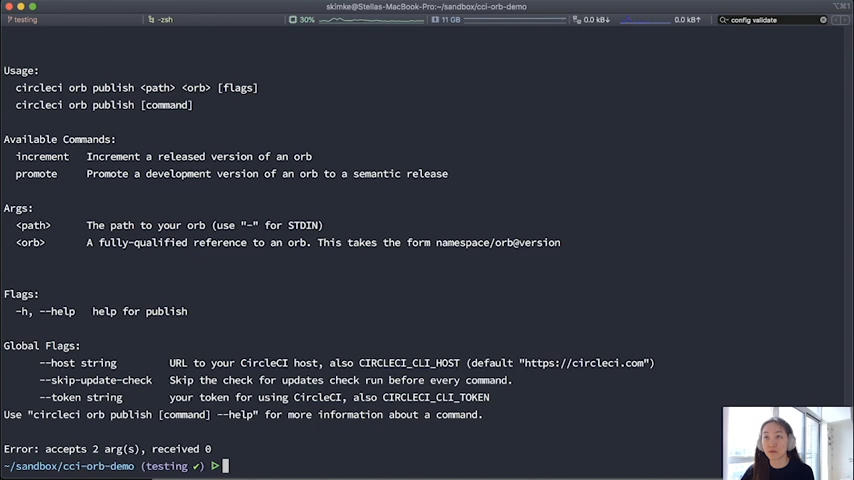 skimke@Stellas-MacBook-Pro:~/sandbox/cci-orb-demo
⌥⌘1
testing
-zsh
30%
11 GB
0.0 kB↓
0.0 kB↑
config validate
Usage:
circleci orb publish <path> <orb> [flags]
circleci orb publish [command]
Available Commands:
increment Increment a released version of an orb
promote Promote a development version of an orb to a semantic release
Args:
<path> The path to your orb (use "-" for STDIN)
<orb> A fully-qualified reference to an orb. This takes the form namespace/orb@version
Flags:
-h, --help help for publish
Global Flags:
--host string URL to your CircleCI host, also CIRCLECI_CLI_HOST (default "https://circleci.com")
--skip-update-check Skip the check for updates check run before every command.
--token string your token for using CircleCI, also CIRCLECI_CLI_TOKEN
Use "circleci orb publish [command] --help" for more information about a command.
Error: accepts 2 arg(s), received 0
~/sandbox/cci-orb-demo (testing ✔) ▷